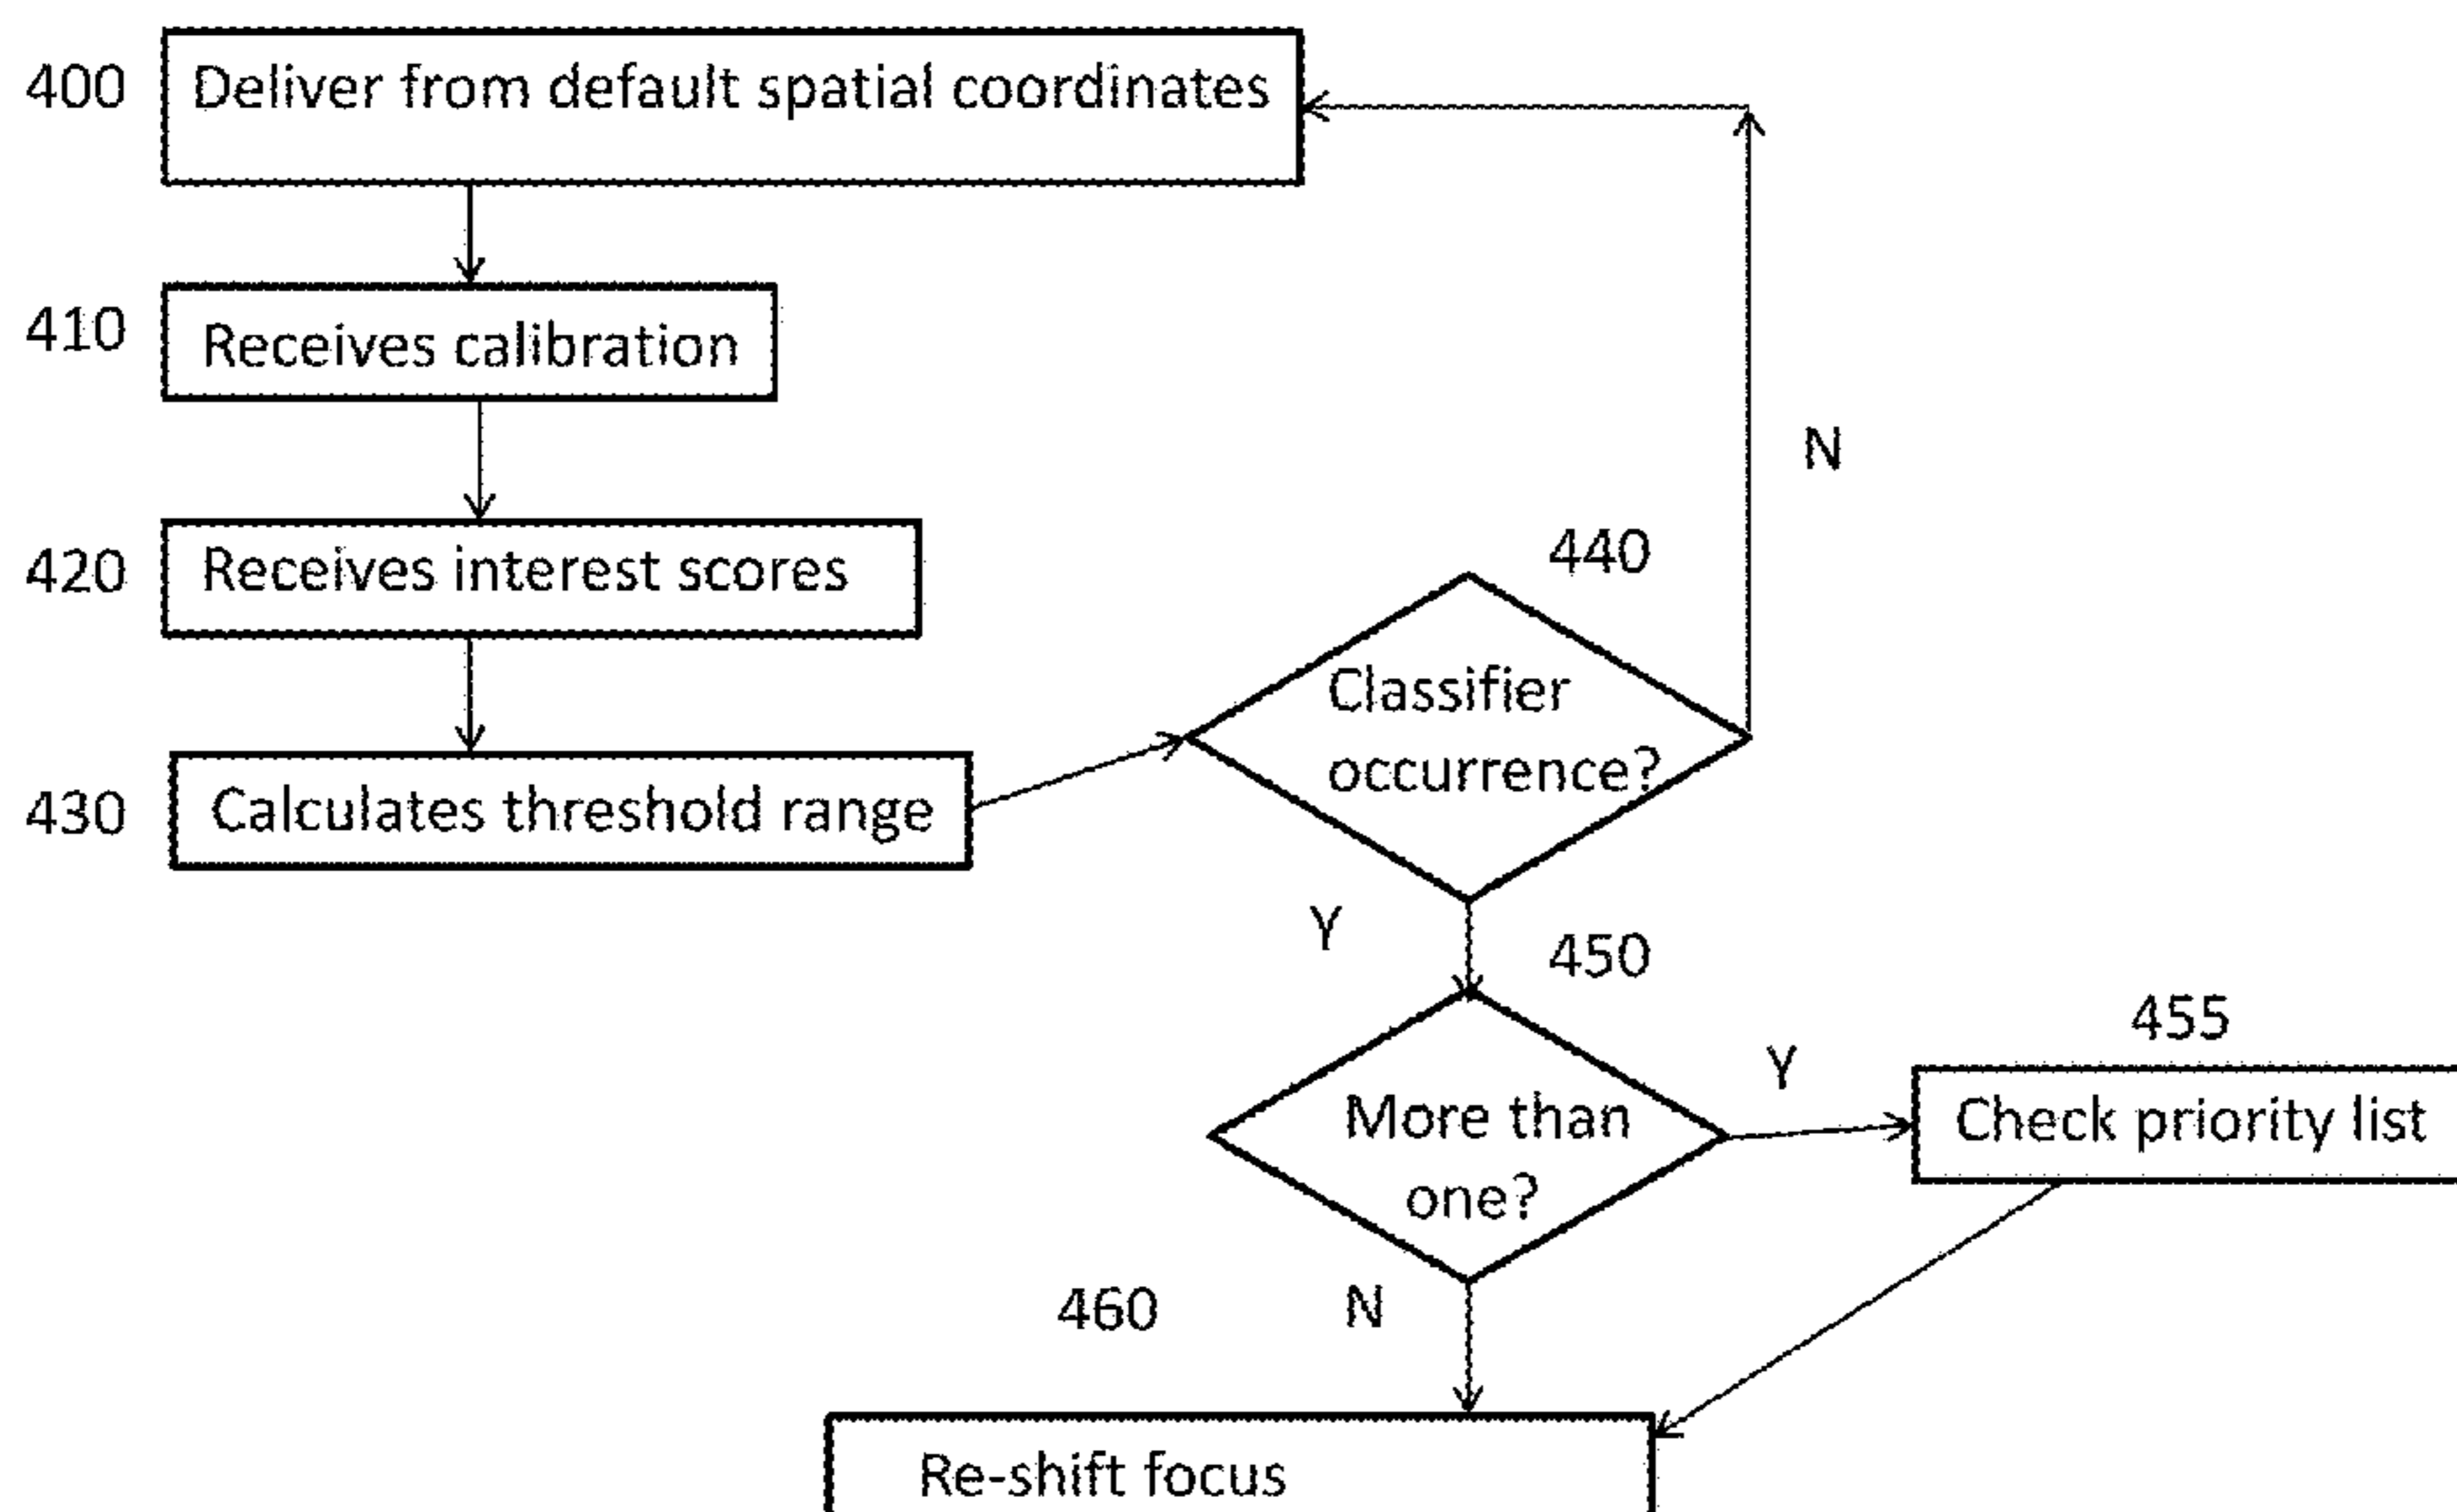 400
Deliver from default spatial coordinates
410
Receives calibration
N
420
Receives interest scores
440
Classifier
occurrence?
430
Calculates threshold range
Y
450
455
Y
More than
one?
Check priority list
460
N
Re-shift focus